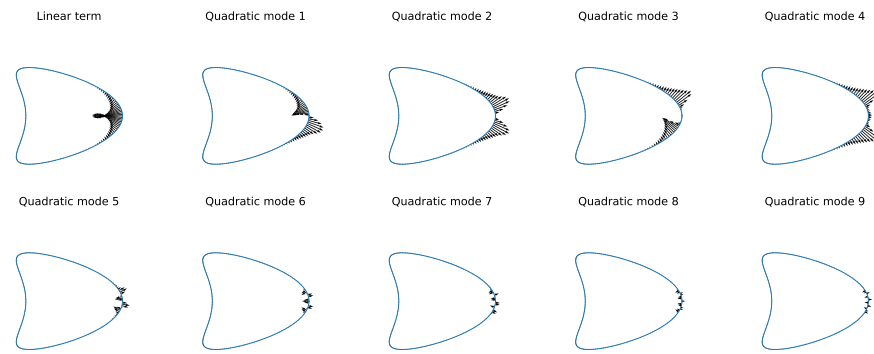 Linear term
Quadratic mode 1
Quadratic mode 2
Quadratic mode 3
Quadratic mode 4
Quadratic mode 5
Quadratic mode 6
Quadratic mode 7
Quadratic mode 8
Quadratic mode 9